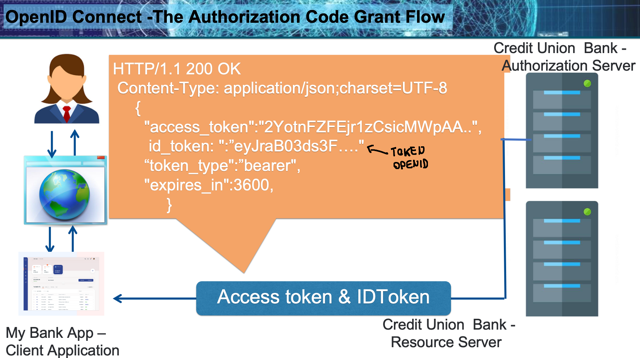 OpenID Connect -The Authorization Code Grant Flow
Credit Union Bank -
Authorization Server
HTTP/1.1 200 OK
Content-Type: application/json;charset=UTF-8
{
"access_token":"2YotnFZFEjr1zCsicMWpAA..",
id_token: ":"eyJraB03ds3F...."
“token_type":"bearer",
"expires_in":3600,
}
TOKEN
OPENID
Access token & IDToken
My Bank App –
Client Application
Credit Union Bank -
Resource Server